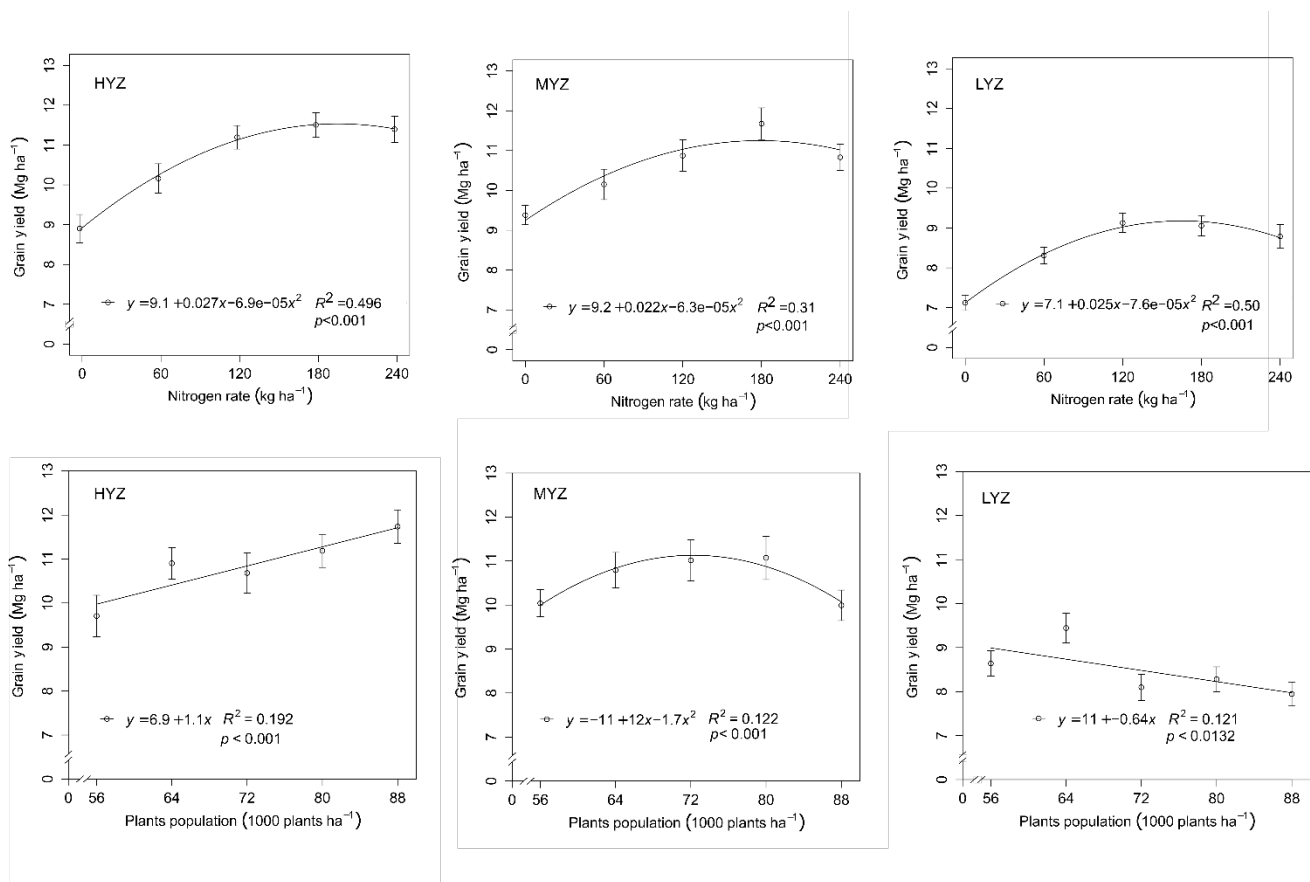 HYZ
13
12
11
10
9
8
7
0
Grain yield (Mg ha⁻¹)
y=9.1 +0.027x−6.9e−05x² R²=0.496
p<0.001
0 60 120 180 240
Nitrogen rate (kg ha⁻¹)
MYZ
13
12
11
10
9
8
7
0
Grain yield (Mg ha⁻¹)
y=9.2 +0.022x−6.3e−05x² R²=0.31
p<0.001
0 60 120 180 240
Nitrogen rate (kg ha⁻¹)
LYZ
13
12
11
10
9
8
7
0
Grain yield (Mg ha⁻¹)
y=7.1 +0.025x−7.6e−05x² R²=0.50
p<0.001
0 60 120 180 240
Nitrogen rate (kg ha⁻¹)
HYZ
13
12
11
10
9
8
7
0
Grain yield (Mg ha⁻¹)
y=6.9 +1.1x R² = 0.192
p < 0.001
0 56 64 72 80 88
Plants population (1000 plants ha⁻¹)
MYZ
13
12
11
10
9
8
7
0
Grain yield (Mg ha⁻¹)
y=−11 +12x−1.7x² R² = 0.122
p< 0.001
0 56 64 72 80 88
Plants population (1000 plants ha⁻¹)
LYZ
13
12
11
10
9
8
7
0
Grain yield (Mg ha⁻¹)
y=11 +−0.64x R² = 0.121
p < 0.0132
0 56 64 72 80 88
Plants population (1000 plants ha⁻¹)